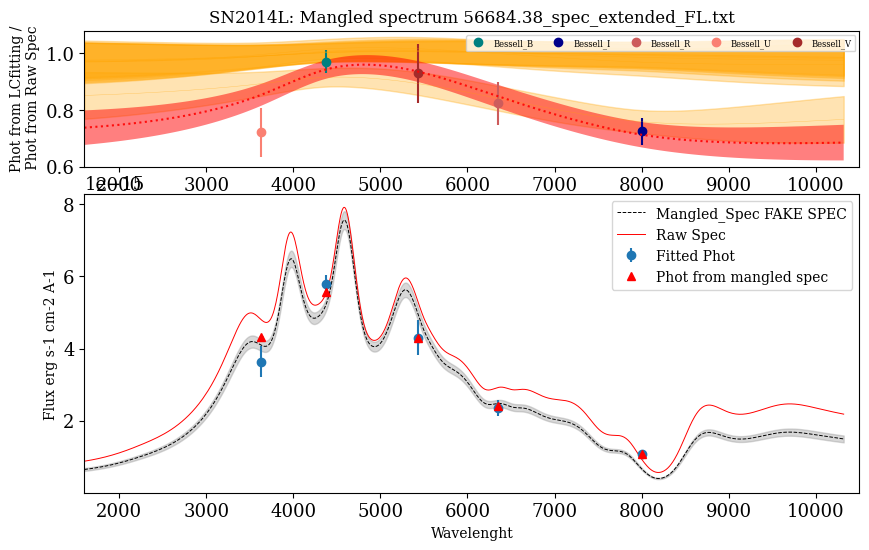 SN2014L: Mangled spectrum 56684.38_spec_extended_FL.txt
Phot from LCfitting /
Phot from Raw Spec
1.0
0.8
0.6
Bessell_B Bessell_I Bessell_R Bessell_U Bessell_V
2000 3000 4000 5000 6000 7000 8000 9000 10000
1e−15
Flux erg s-1 cm-2 A-1
8
6
4
2
Mangled_Spec FAKE SPEC
Raw Spec
Fitted Phot
Phot from mangled spec
2000 3000 4000 5000 6000 7000 8000 9000 10000
Wavelenght